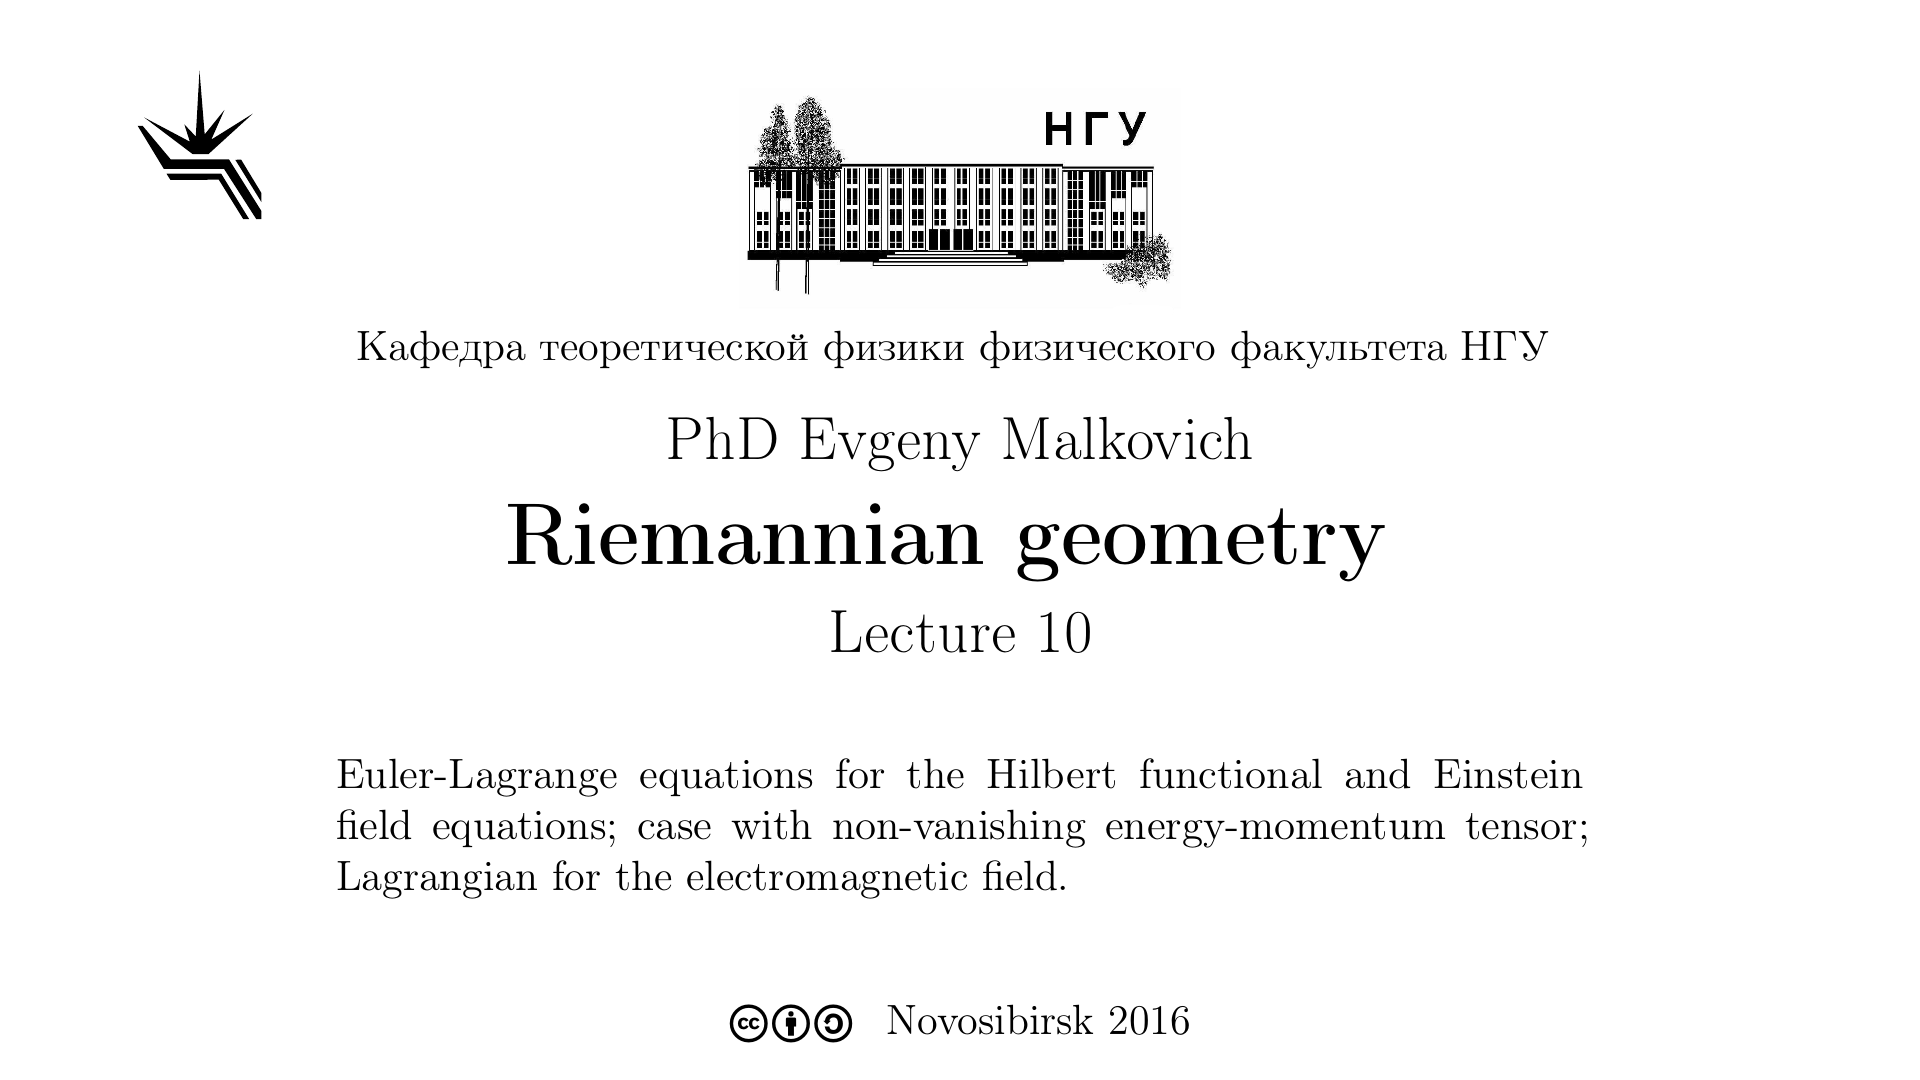 НГУ
Кафедра теоретической физики физического факультета НГУ
PhD Evgeny Malkovich
Riemannian geometry
Lecture 10
Euler-Lagrange equations for the Hilbert functional and Einstein
field equations; case with non-vanishing energy-momentum tensor;
Lagrangian for the electromagnetic field.
cc Novosibirsk 2016